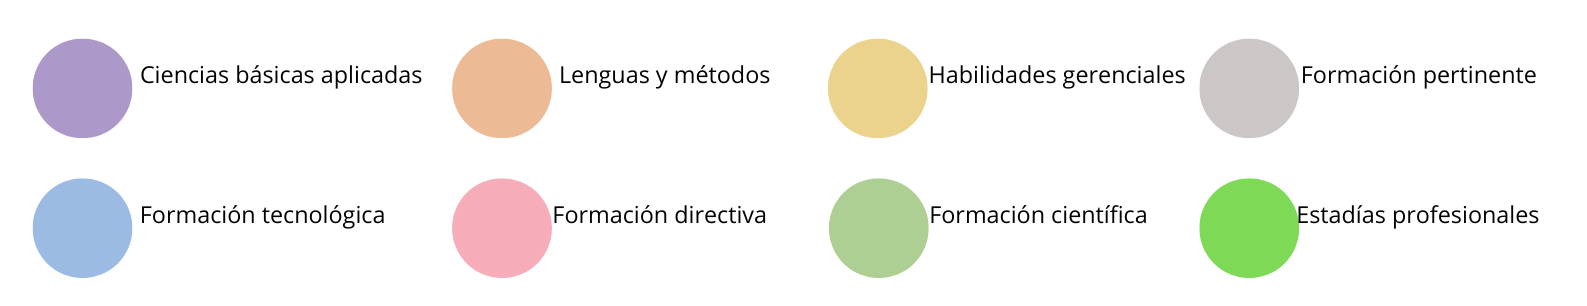 Ciencias básicas aplicadas
Lenguas y métodos
Habilidades gerenciales
Formación pertinente
Formación tecnológica
Formación directiva
Formación científica
Estadías profesionales